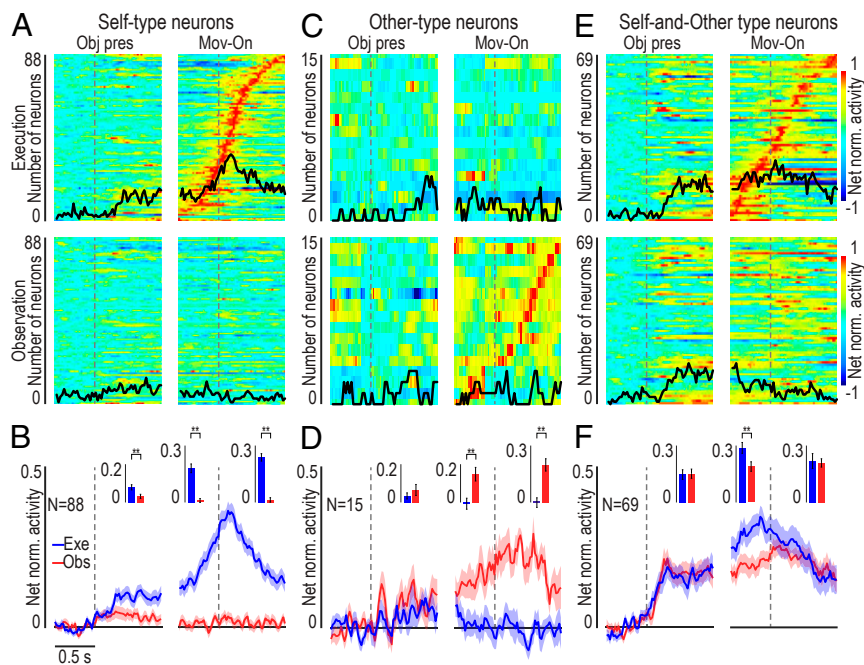 A Self-type neurons
Obj pres Mov-On
88
Execution
Number of neurons
0
88
Observation
Number of neurons
0
C Other-type neurons
Obj pres Mov-On
15
Number of neurons
0
15
Number of neurons
0
E Self-and-Other type neurons
Obj pres Mov-On
69
Number of neurons
0
69
Number of neurons
0
1
Net norm. activity
-1
1
Net norm. activity
-1
B
0.5
Net norm. activity
0
N=88
Exe
Obs
0.2
0
**
0.3
0
**
0.3
0
**
0.5 s
D
0.5
Net norm. activity
0
N=15
0.2
0
0.2
0
**
0.3
0
**
F
0.5
Net norm. activity
0
N=69
0.3
0
0.3
0
**
0.3
0